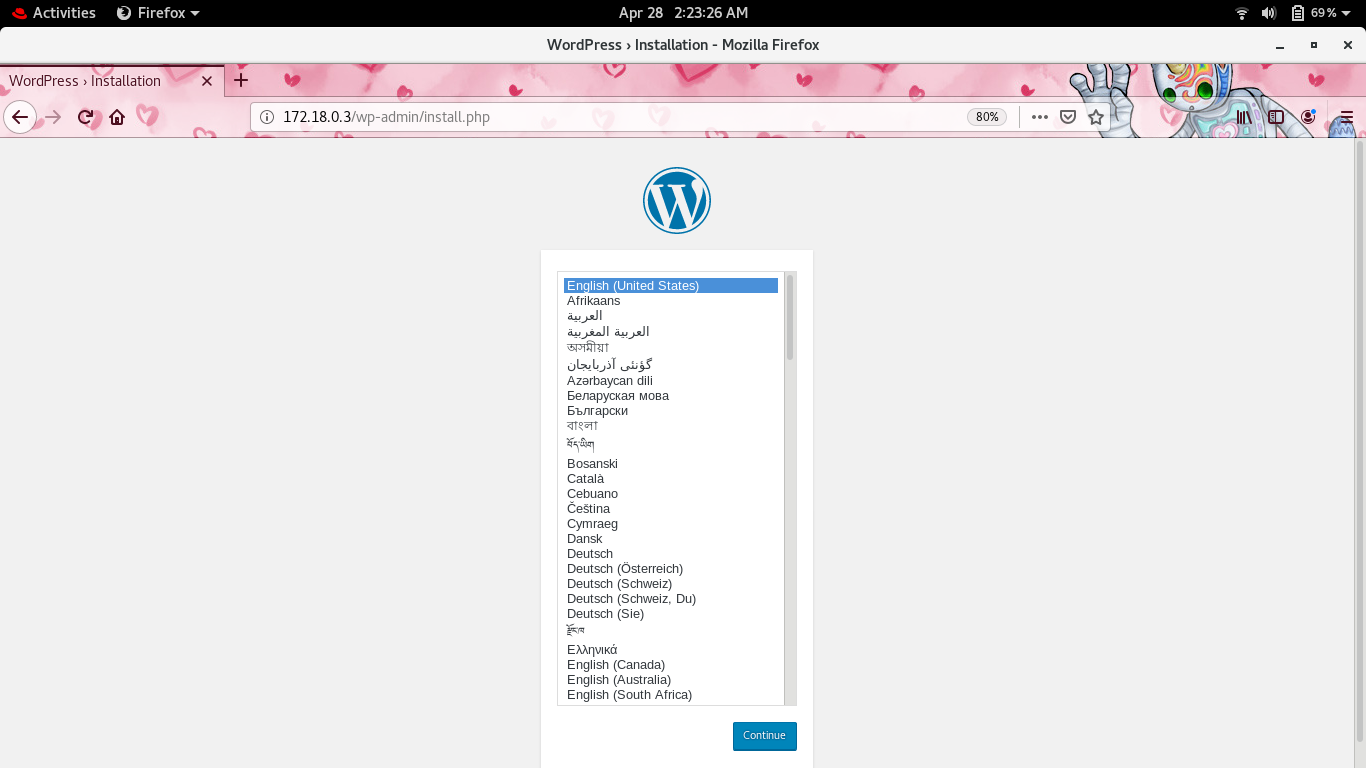 Activities Firefox Apr 28 2:23:26 AM 69%
WordPress › Installation - Mozilla Firefox
WordPress › Installation
172.18.0.3/wp-admin/install.php 80%
English (United States)
Afrikaans
العربية
العربية المغربية
অসমীয়া
گؤنئی آذربایجان
Azərbaycan dili
Беларуская мова
Български
বাংলা
བོད་ཡིག
Bosanski
Català
Cebuano
Čeština
Cymraeg
Dansk
Deutsch
Deutsch (Österreich)
Deutsch (Schweiz)
Deutsch (Schweiz, Du)
Deutsch (Sie)
རྫོང་ཁ
Ελληνικά
English (Canada)
English (Australia)
English (South Africa)
Continue